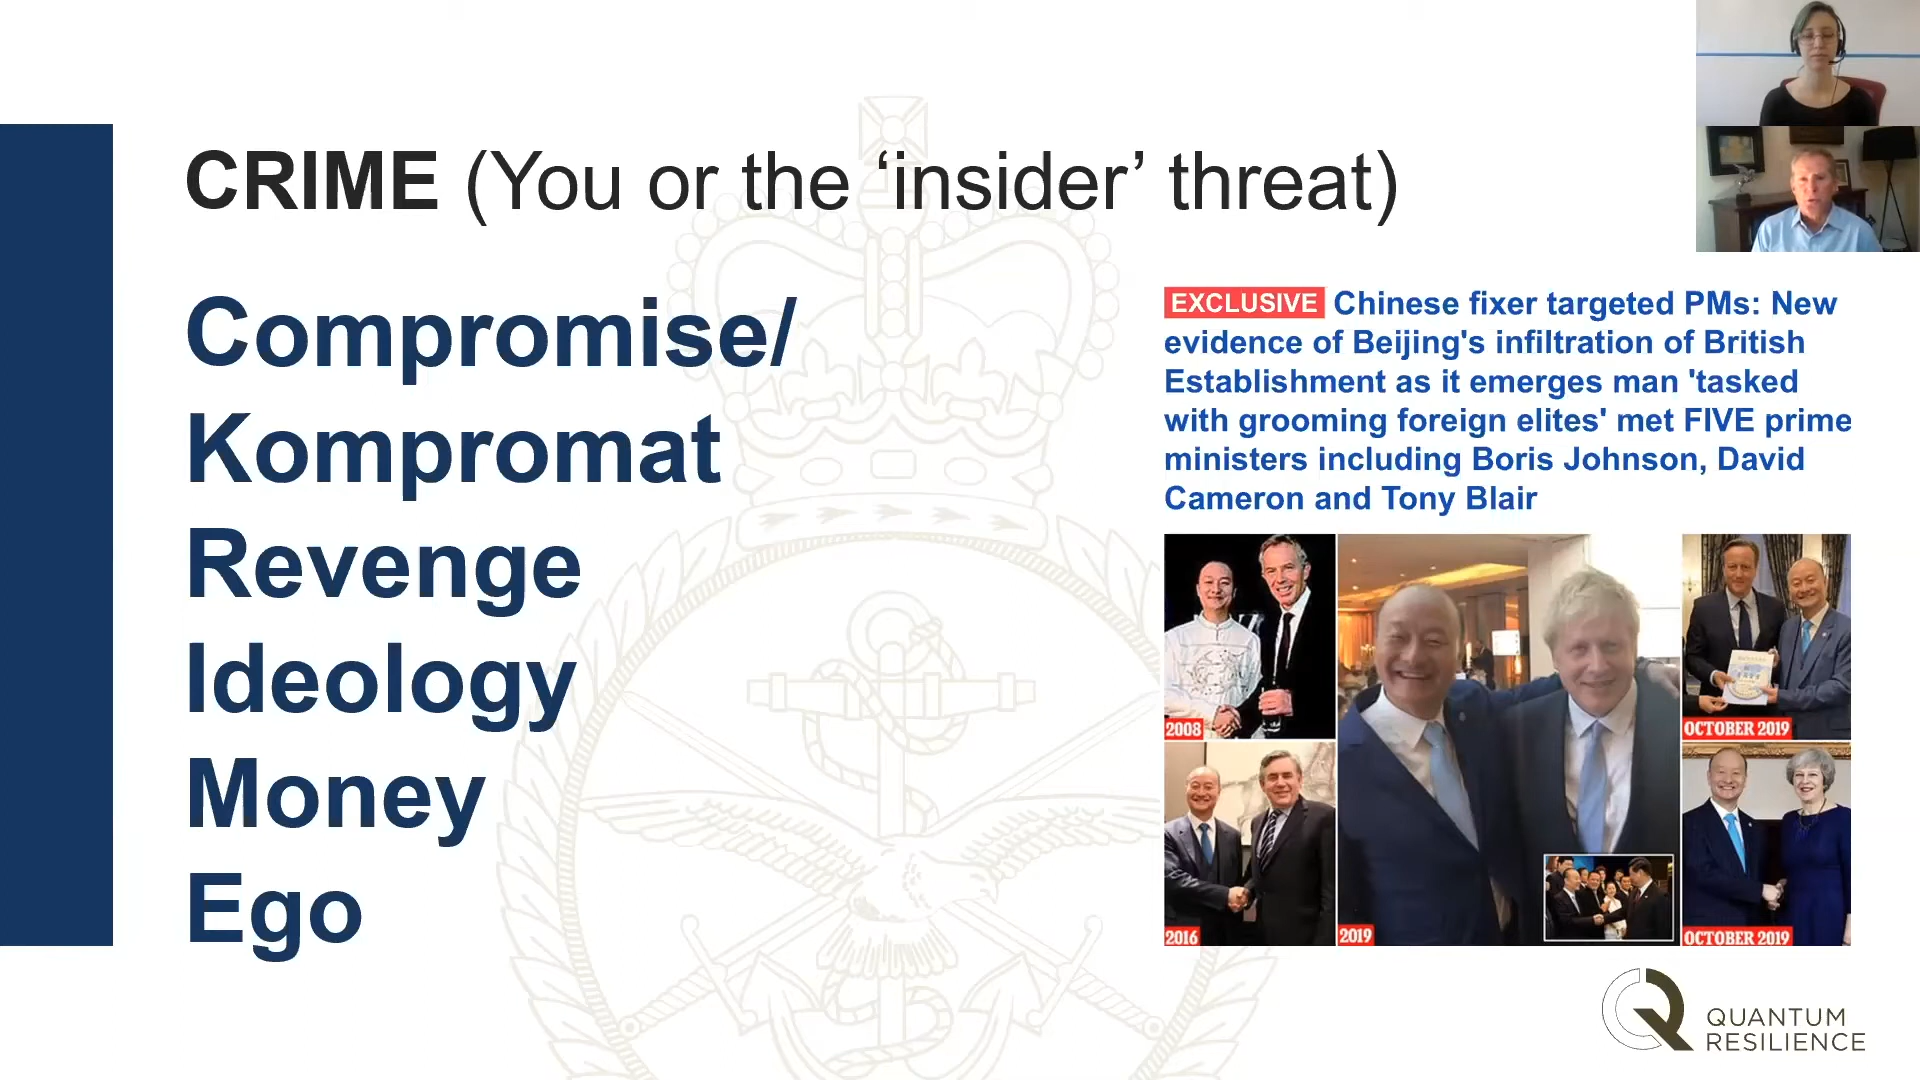 CRIME (You or the ‘insider’ threat)
Compromise/
Kompromat
Revenge
Ideology
Money
Ego
EXCLUSIVE Chinese fixer targeted PMs: New
evidence of Beijing's infiltration of British
Establishment as it emerges man 'tasked
with grooming foreign elites' met FIVE prime
ministers including Boris Johnson, David
Cameron and Tony Blair
2008
OCTOBER 2019
2016
2019
OCTOBER 2019
QUANTUM
RESILIENCE